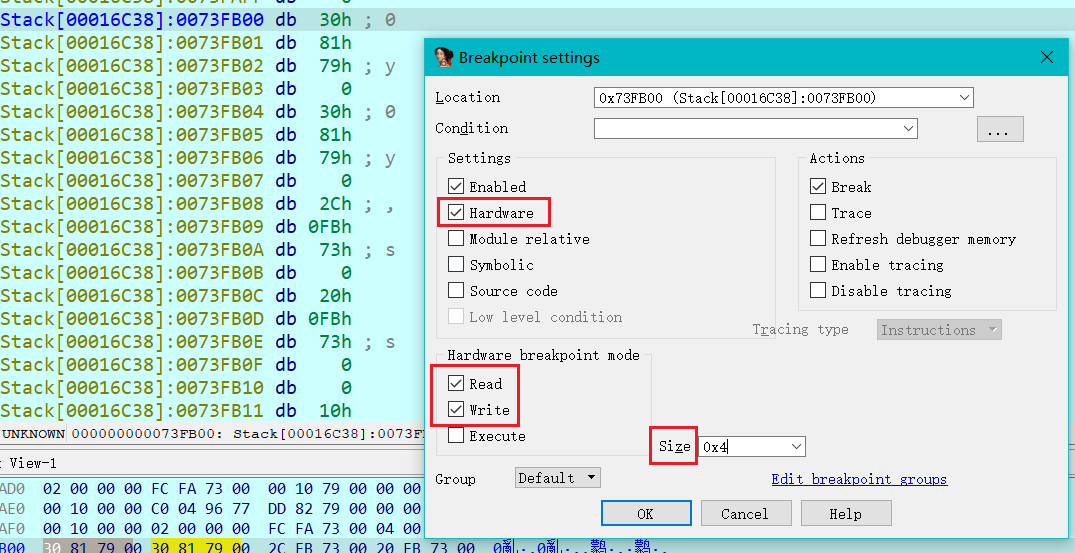 Stack[00016C38]:0073FB00 db 30h ; 0
Stack[00016C38]:0073FB01 db 81h
Stack[00016C38]:0073FB02 db 79h ; y
Stack[00016C38]:0073FB03 db 0
Stack[00016C38]:0073FB04 db 30h ; 0
Stack[00016C38]:0073FB05 db 81h
Stack[00016C38]:0073FB06 db 79h ; y
Stack[00016C38]:0073FB07 db 0
Stack[00016C38]:0073FB08 db 2Ch ; ,
Stack[00016C38]:0073FB09 db 0FBh
Stack[00016C38]:0073FB0A db 73h ; s
Stack[00016C38]:0073FB0B db 0
Stack[00016C38]:0073FB0C db 20h
Stack[00016C38]:0073FB0D db 0FBh
Stack[00016C38]:0073FB0E db 73h ; s
Stack[00016C38]:0073FB0F db 0
Stack[00016C38]:0073FB10 db 0
Stack[00016C38]:0073FB11 db 10h
UNKNOWN 000000000073FB00: Stack[00016C38]:0073F
View-1
AD0 02 00 00 00 FC FA 73 00 00 10 79 00 00 00
AE0 00 10 00 00 C0 04 96 77 DD 82 79 00 00 00
AF0 00 10 00 00 02 00 00 00 FC FA 73 00 04 00
B00 30 81 79 00 30 81 79 00 2C FB 73 00 20 FB 73 00
Breakpoint settings
Location 0x73FB00 (Stack[00016C38]:0073FB00)
Condition ...
Settings
Enabled
Hardware
Module relative
Symbolic
Source code
Low level condition
Actions
Break
Trace
Refresh debugger memory
Enable tracing
Disable tracing
Tracing type Instructions
Hardware breakpoint mode
Read
Write
Execute
Size 0x4
Group Default Edit breakpoint groups
OK Cancel Help